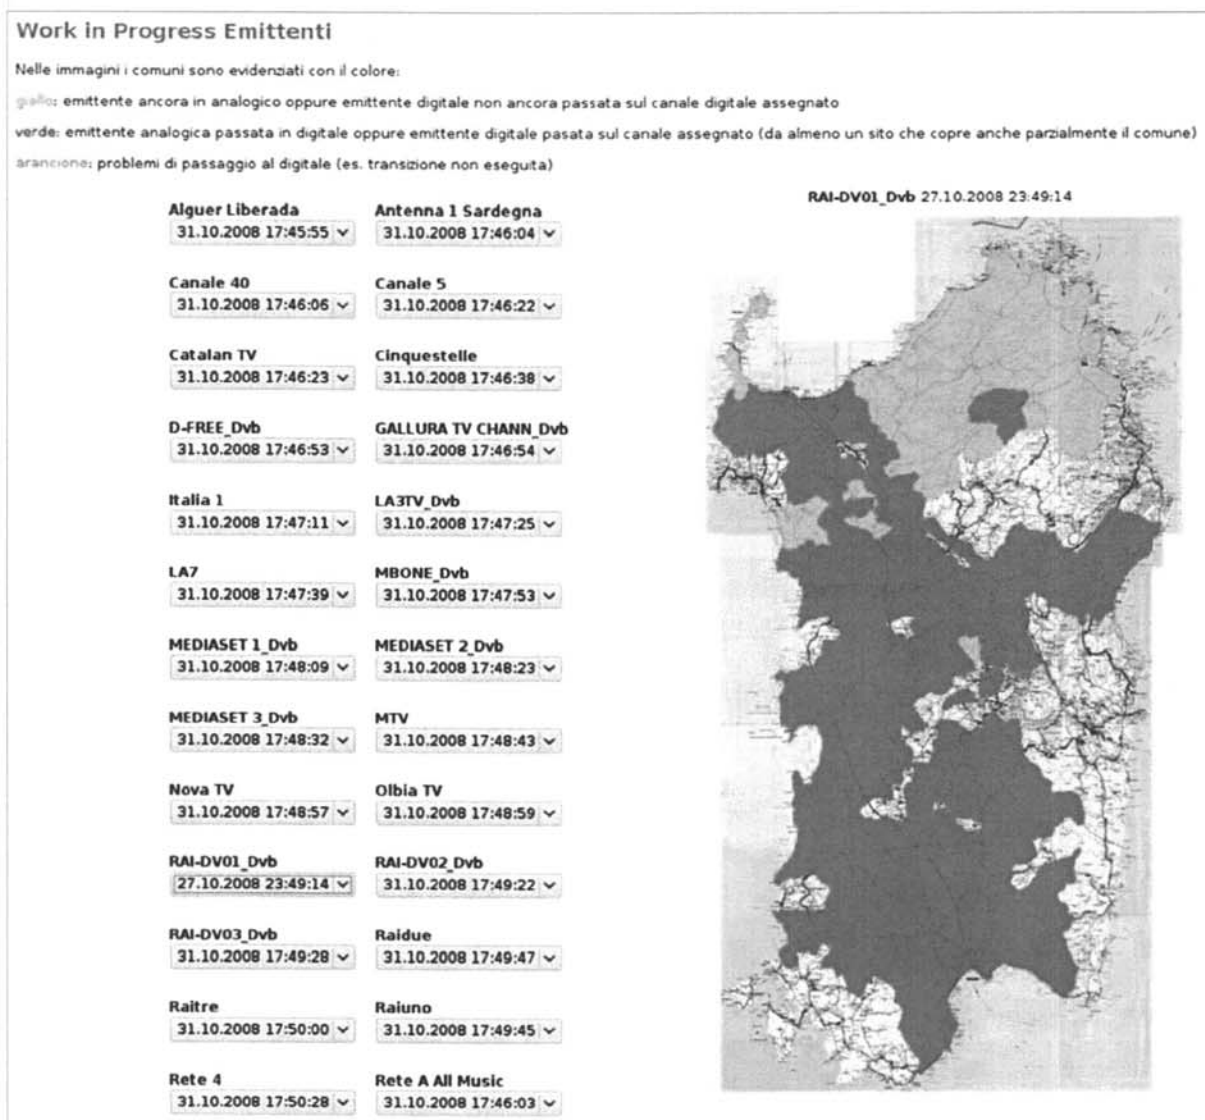 Work in Progress Emittenti
Nelle immagini i comuni sono evidenziati con il colore:
giallo: emittente ancora in analogico oppure emittente digitale non ancora passata sul canale digitale assegnato
verde: emittente analogica passata in digitale oppure emittente digitale pasata sul canale assegnato (da almeno un sito che copre anche parzialmente il comune)
arancione: problemi di passaggio al digitale (es. transizione non eseguita)
RAI-DV01_Dvb 27.10.2008 23:49:14
Alguer Liberada Antenna 1 Sardegna
31.10.2008 17:45:55 31.10.2008 17:46:04
Canale 40 Canale 5
31.10.2008 17:46:06 31.10.2008 17:46:22
Catalan TV Cinquestelle
31.10.2008 17:46:23 31.10.2008 17:46:38
D-FREE_Dvb GALLURA TV CHANN_Dvb
31.10.2008 17:46:53 31.10.2008 17:46:54
Italia 1 LA3TV_Dvb
31.10.2008 17:47:11 31.10.2008 17:47:25
LA7 MBONE_Dvb
31.10.2008 17:47:39 31.10.2008 17:47:53
MEDIASET 1_Dvb MEDIASET 2_Dvb
31.10.2008 17:48:09 31.10.2008 17:48:23
MEDIASET 3_Dvb MTV
31.10.2008 17:48:32 31.10.2008 17:48:43
Nova TV Olbia TV
31.10.2008 17:48:57 31.10.2008 17:48:59
RAI-DV01_Dvb RAI-DV02_Dvb
27.10.2008 23:49:14 31.10.2008 17:49:22
RAI-DV03_Dvb Raidue
31.10.2008 17:49:28 31.10.2008 17:49:47
Raitre Raiuno
31.10.2008 17:50:00 31.10.2008 17:49:45
Rete 4 Rete A All Music
31.10.2008 17:50:28 31.10.2008 17:46:03